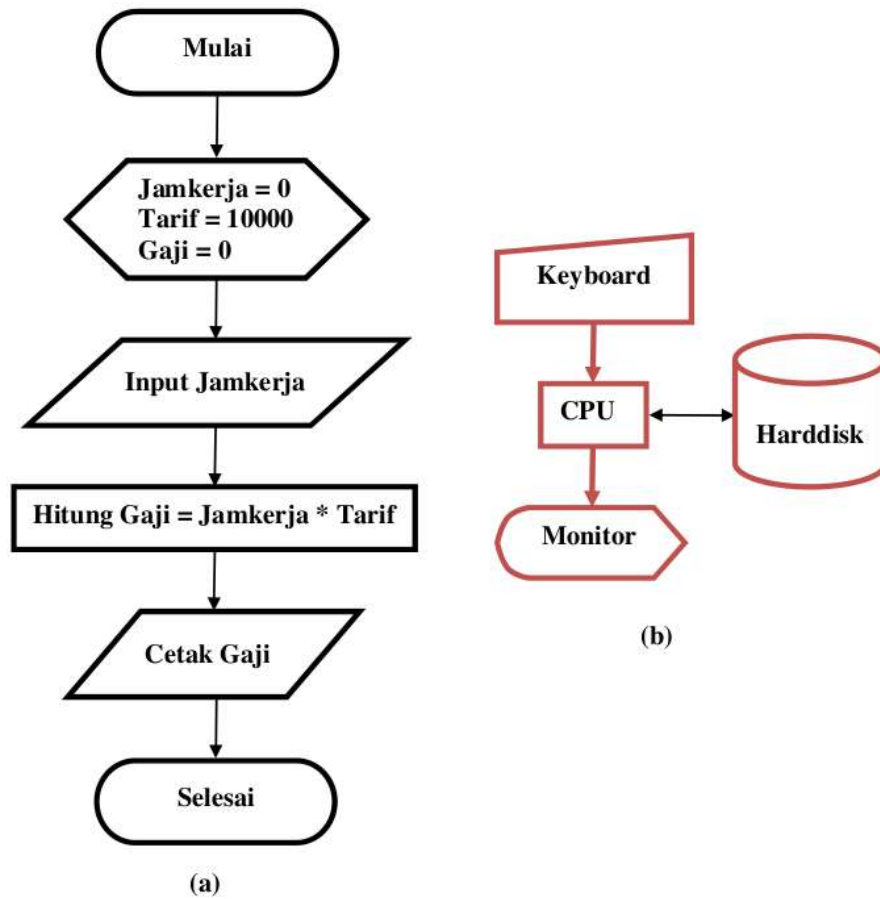 Mulai
Jamkerja = 0
Tarif = 10000
Gaji = 0
Input Jamkerja
Hitung Gaji = Jamkerja * Tarif
Cetak Gaji
Selesai
(a)
Keyboard
CPU
Harddisk
Monitor
(b)